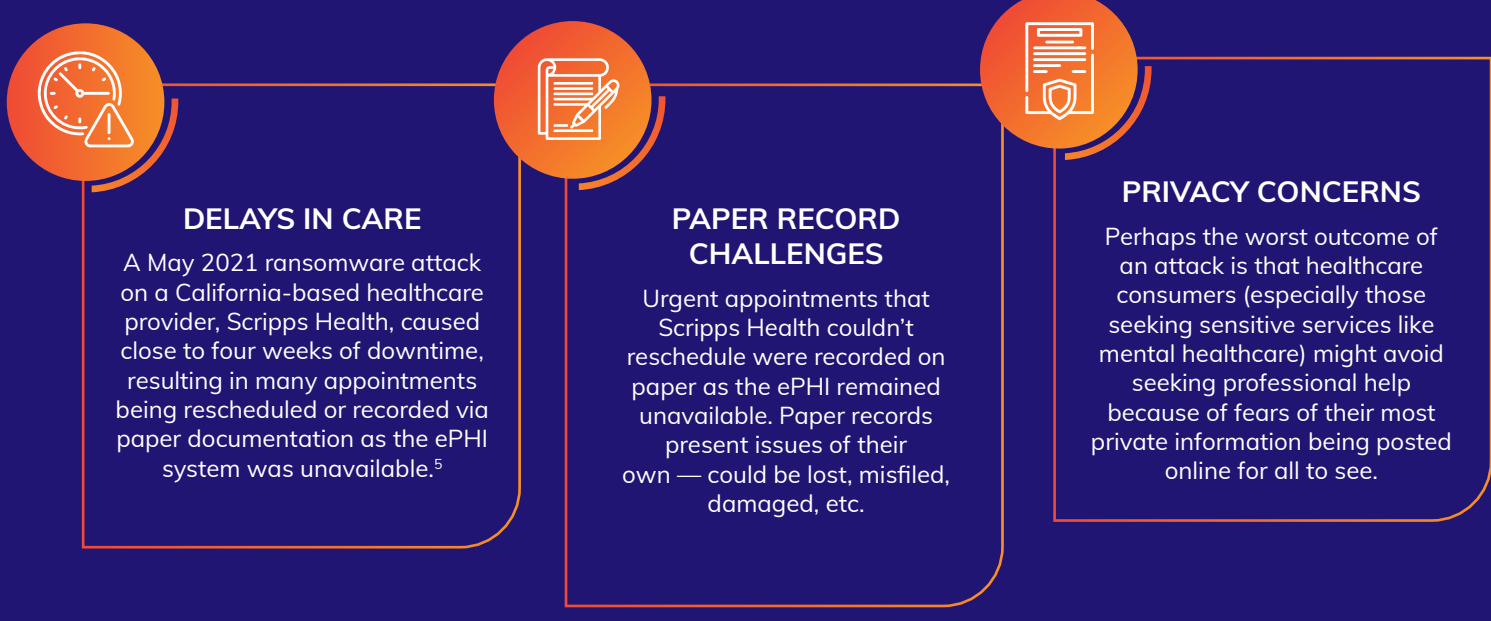 DELAYS IN CARE
A May 2021 ransomware attack
on a California-based healthcare
provider, Scripps Health, caused
close to four weeks of downtime,
resulting in many appointments
being rescheduled or recorded via
paper documentation as the ePHI
system was unavailable.⁵
PAPER RECORD
CHALLENGES
Urgent appointments that
Scripps Health couldn’t
reschedule were recorded on
paper as the ePHI remained
unavailable. Paper records
present issues of their
own — could be lost, misfiled,
damaged, etc.
PRIVACY CONCERNS
Perhaps the worst outcome of
an attack is that healthcare
consumers (especially those
seeking sensitive services like
mental healthcare) might avoid
seeking professional help
because of fears of their most
private information being posted
online for all to see.